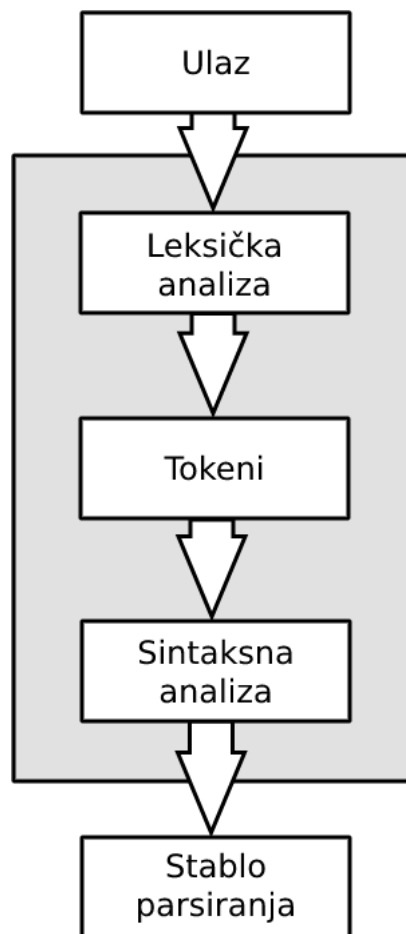 Ulaz
Leksička
analiza
Tokeni
Sintaksna
analiza
Stablo
parsiranja